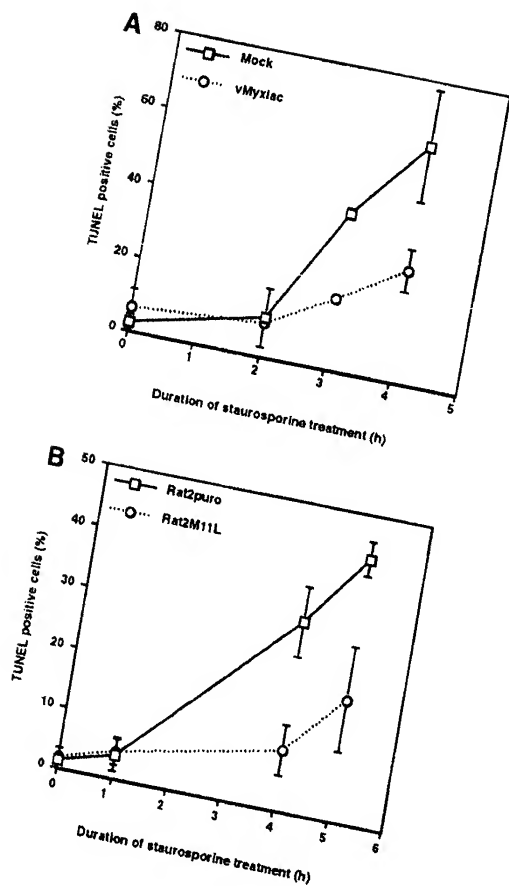 A
80
Mock
vMyxlac
60
40
20
0
TUNEL positive cells (%)
0 1 2 3 4 5
Duration of staurosporine treatment (h)
B
50
Rat2puro
Rat2M11L
40
30
20
10
0
TUNEL positive cells (%)
0 1 2 3 4 5 6
Duration of staurosporine treatment (h)